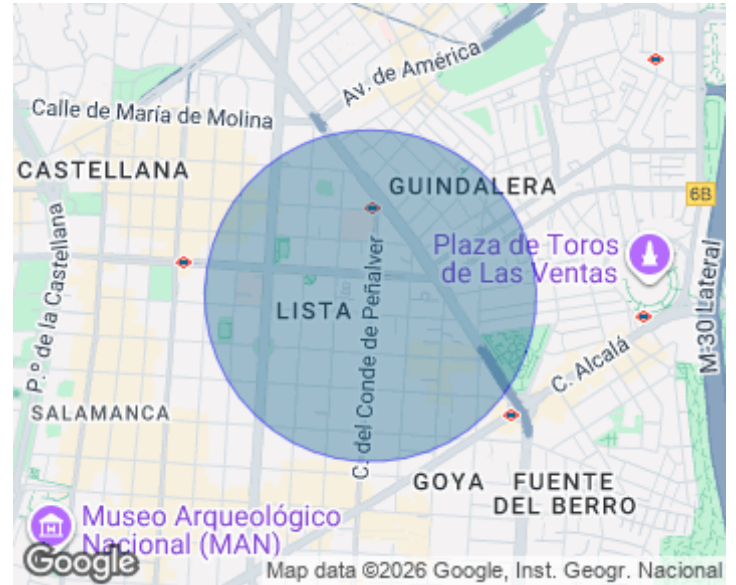 Av. de América
Calle de María de Molina
CASTELLANA
GUINDALERA
6B
Plaza de Toros
de Las Ventas
P.º de la Castellana
LISTA
C. del Conde de Peñalver
M-30 Lateral
C. Alcalá
SALAMANCA
GOYA
FUENTE
DEL BERRO
Museo Arqueológico
Nacional (MAN)
Google
Map data ©2026 Google, Inst. Geogr. Nacional